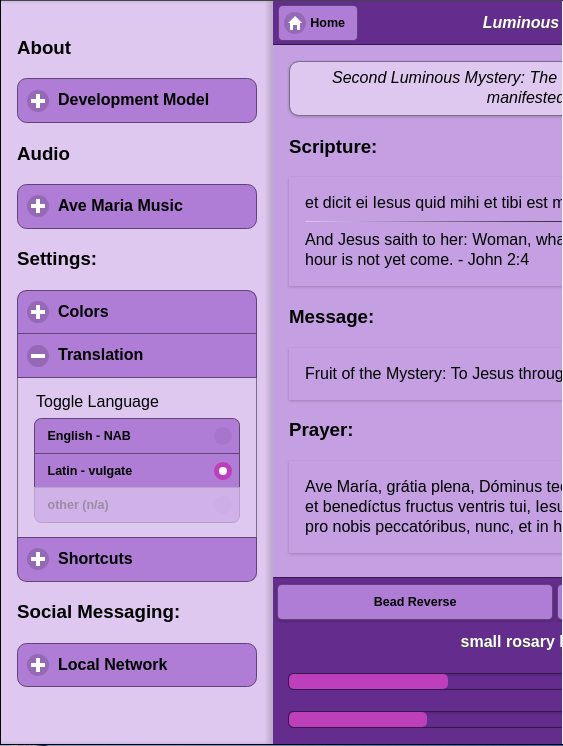 About
Development Model
Audio
Ave Maria Music
Settings:
Colors
Translation
Toggle Language
English - NAB
Latin - vulgate
other (n/a)
Shortcuts
Social Messaging:
Local Network
Home
Luminous
Second Luminous Mystery: The
manifested
Scripture:
et dicit ei Iesus quid mihi et tibi est
And Jesus saith to her: Woman,
hour is not yet come. - John 2:4
Message:
Fruit of the Mystery: To Jesus
Prayer:
Ave María, grátia plena, Dóminus
et benedíctus fructus ventris tui,
pro nobis peccatóribus, nunc, et in
Bead Reverse
small rosary